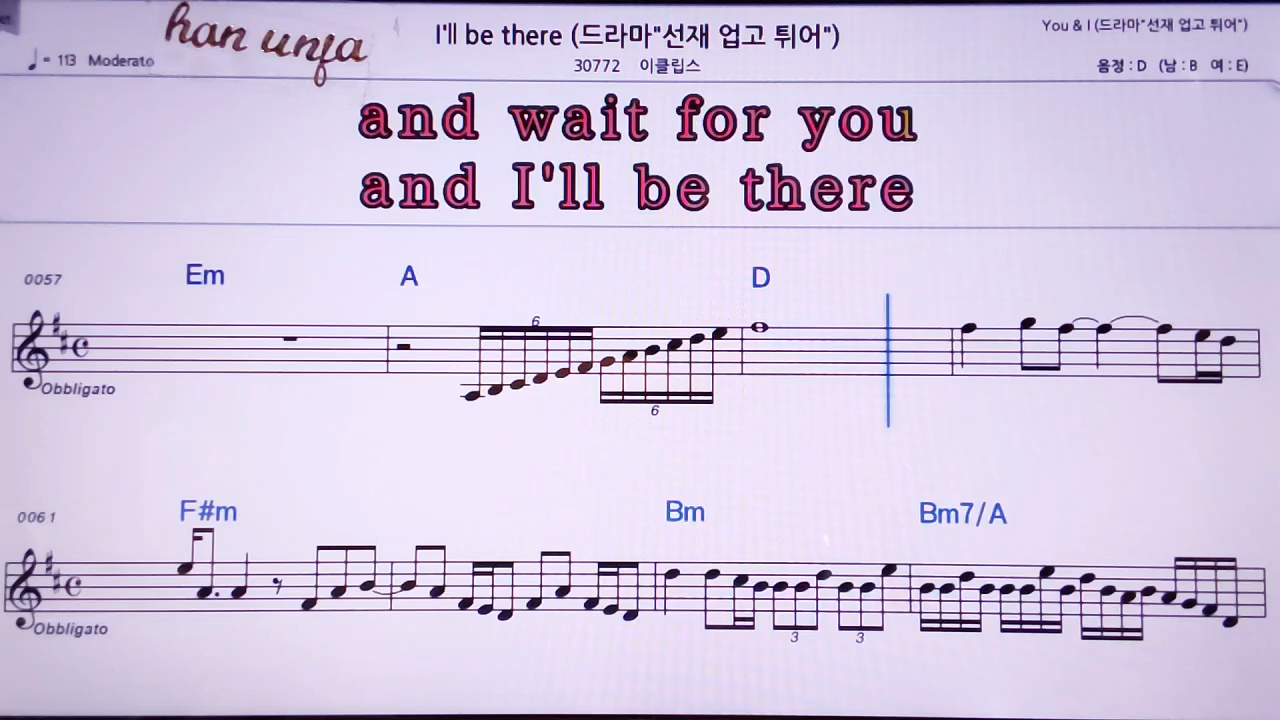 han unja
I'll be there (드라마"선재 업고 튀어")
You & I (드라마"선재 업고 튀어")
♩= 113 Moderato
30772 이클립스
음정 : D (남 : B 여 : E)
and wait for you
and I'll be there
0057 Em A D
6
Obbligato
6
0061 F#m Bm Bm7/A
Obbligato
3 3